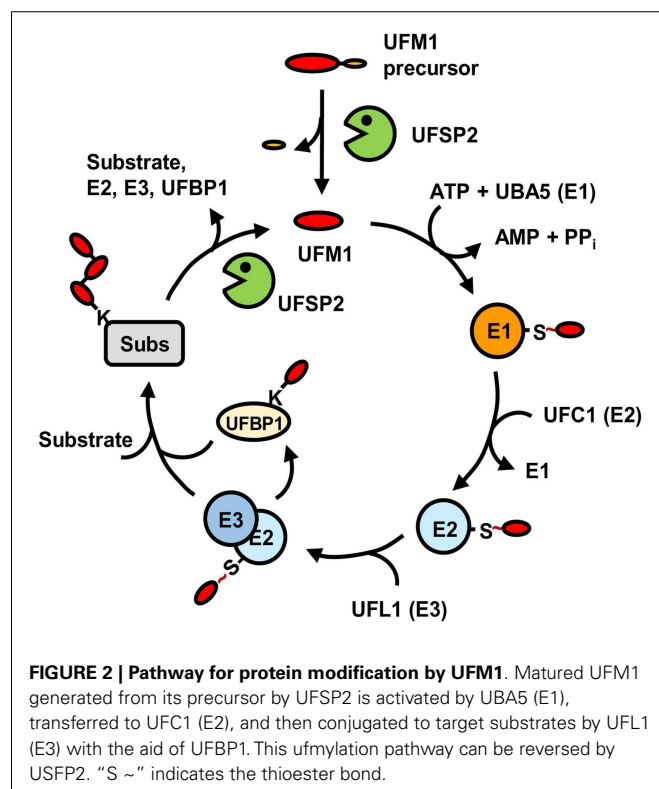 UFM1
precursor
UFSP2
Substrate,
E2, E3, UFBP1
ATP + UBA5 (E1)
UFM1
AMP + PPi
UFSP2
K
Subs
E1
S~
K
UFBP1
UFC1 (E2)
Substrate
E1
E3
E2
E2
S~
S~
UFL1 (E3)
FIGURE 2 | Pathway for protein modification by UFM1. Matured UFM1
generated from its precursor by UFSP2 is activated by UBA5 (E1),
transferred to UFC1 (E2), and then conjugated to target substrates by UFL1
(E3) with the aid of UFBP1. This ufmylation pathway can be reversed by
USFP2. “S ~” indicates the thioester bond.